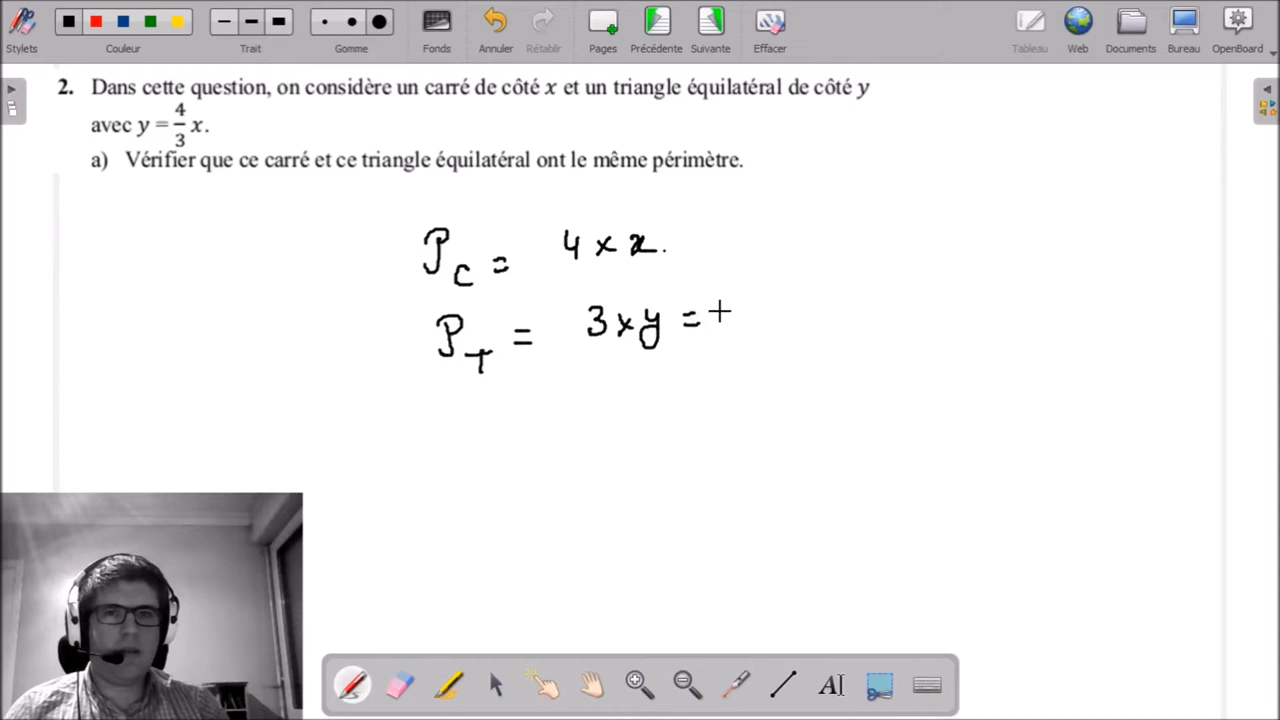 Stylets
Couleur
Trait
Gomme
Fonds
Annuler
Rétablir
Pages
Précédente
Suivante
Effacer
Tableau
Web
Documents
Bureau
OpenBoard
2. Dans cette question, on considère un carré de côté x et un triangle équilatéral de côté y
avec y = 4/3 x.
a) Vérifier que ce carré et ce triangle équilatéral ont le même périmètre.
P_C = 4 × x.
P_T = 3 × y =
AI